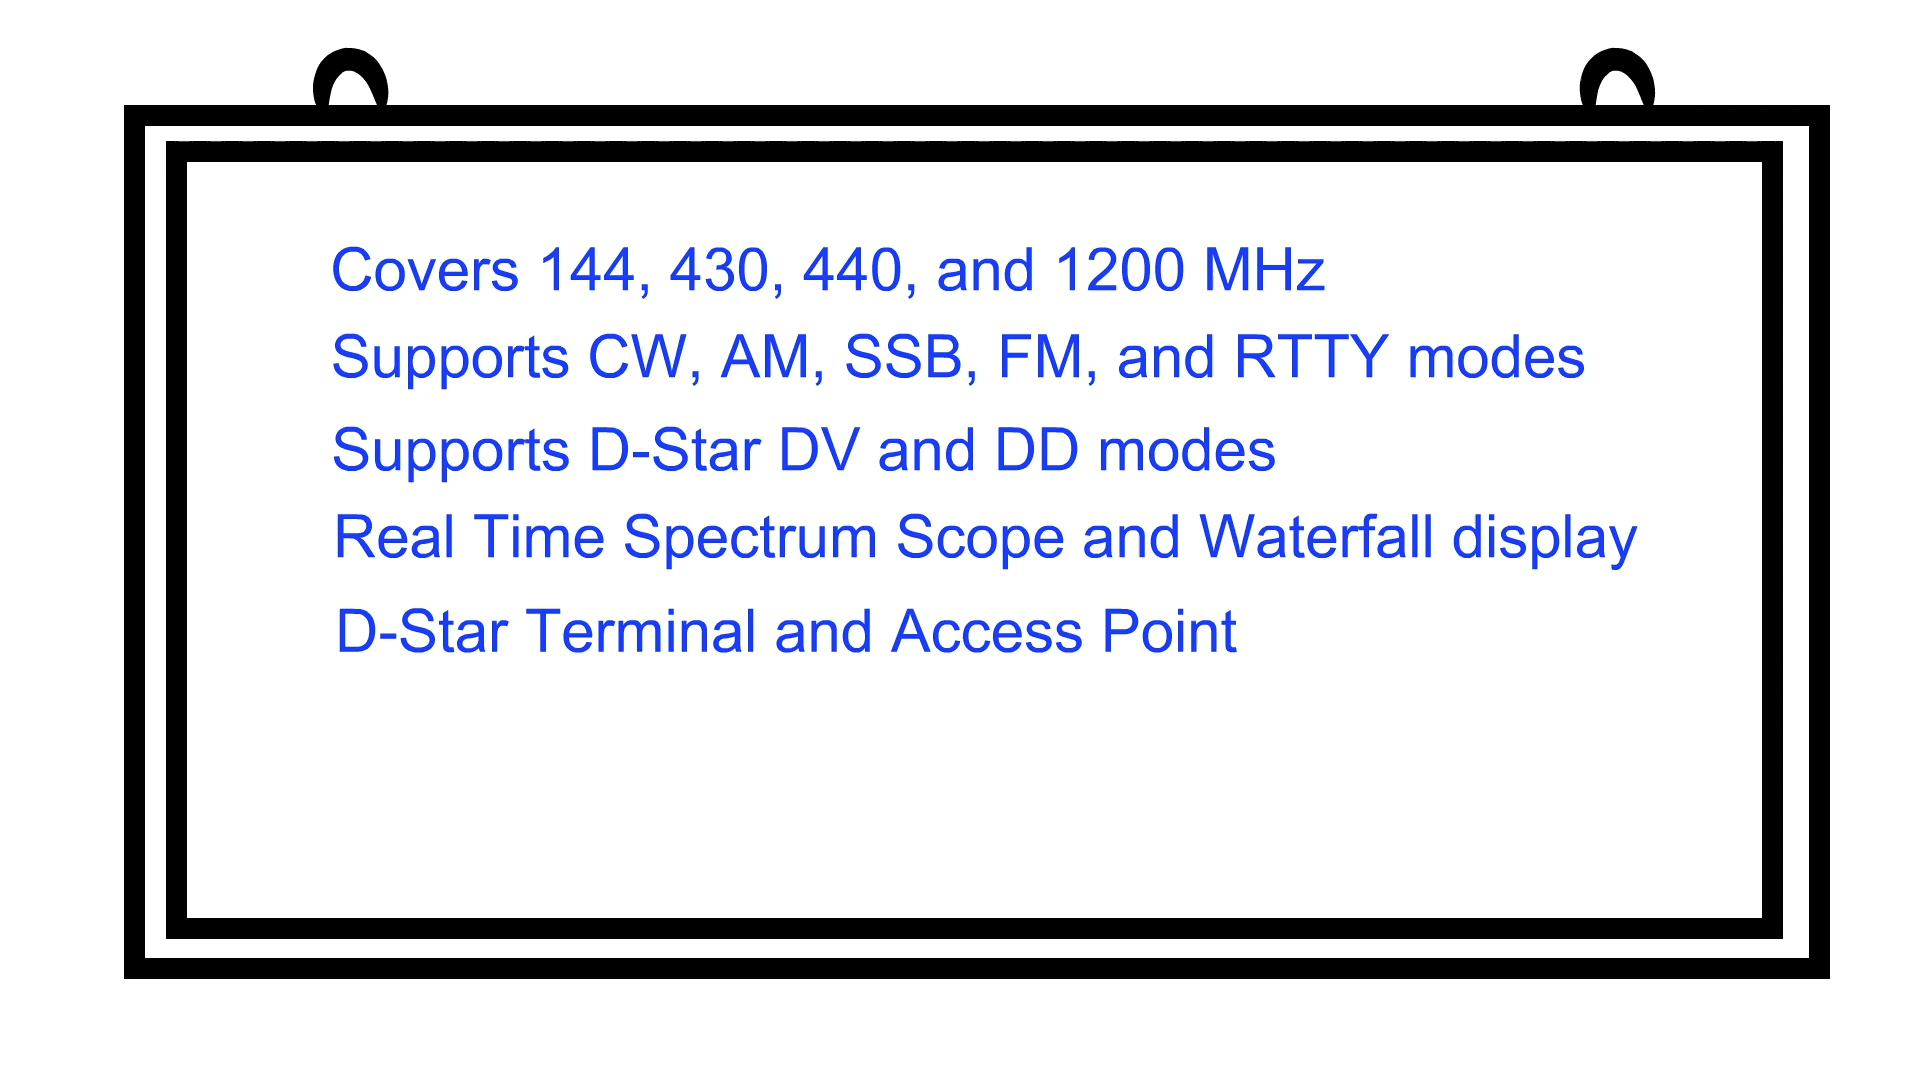 Covers 144, 430, 440, and 1200 MHz
Supports CW, AM, SSB, FM, and RTTY modes
Supports D-Star DV and DD modes
Real Time Spectrum Scope and Waterfall display
D-Star Terminal and Access Point